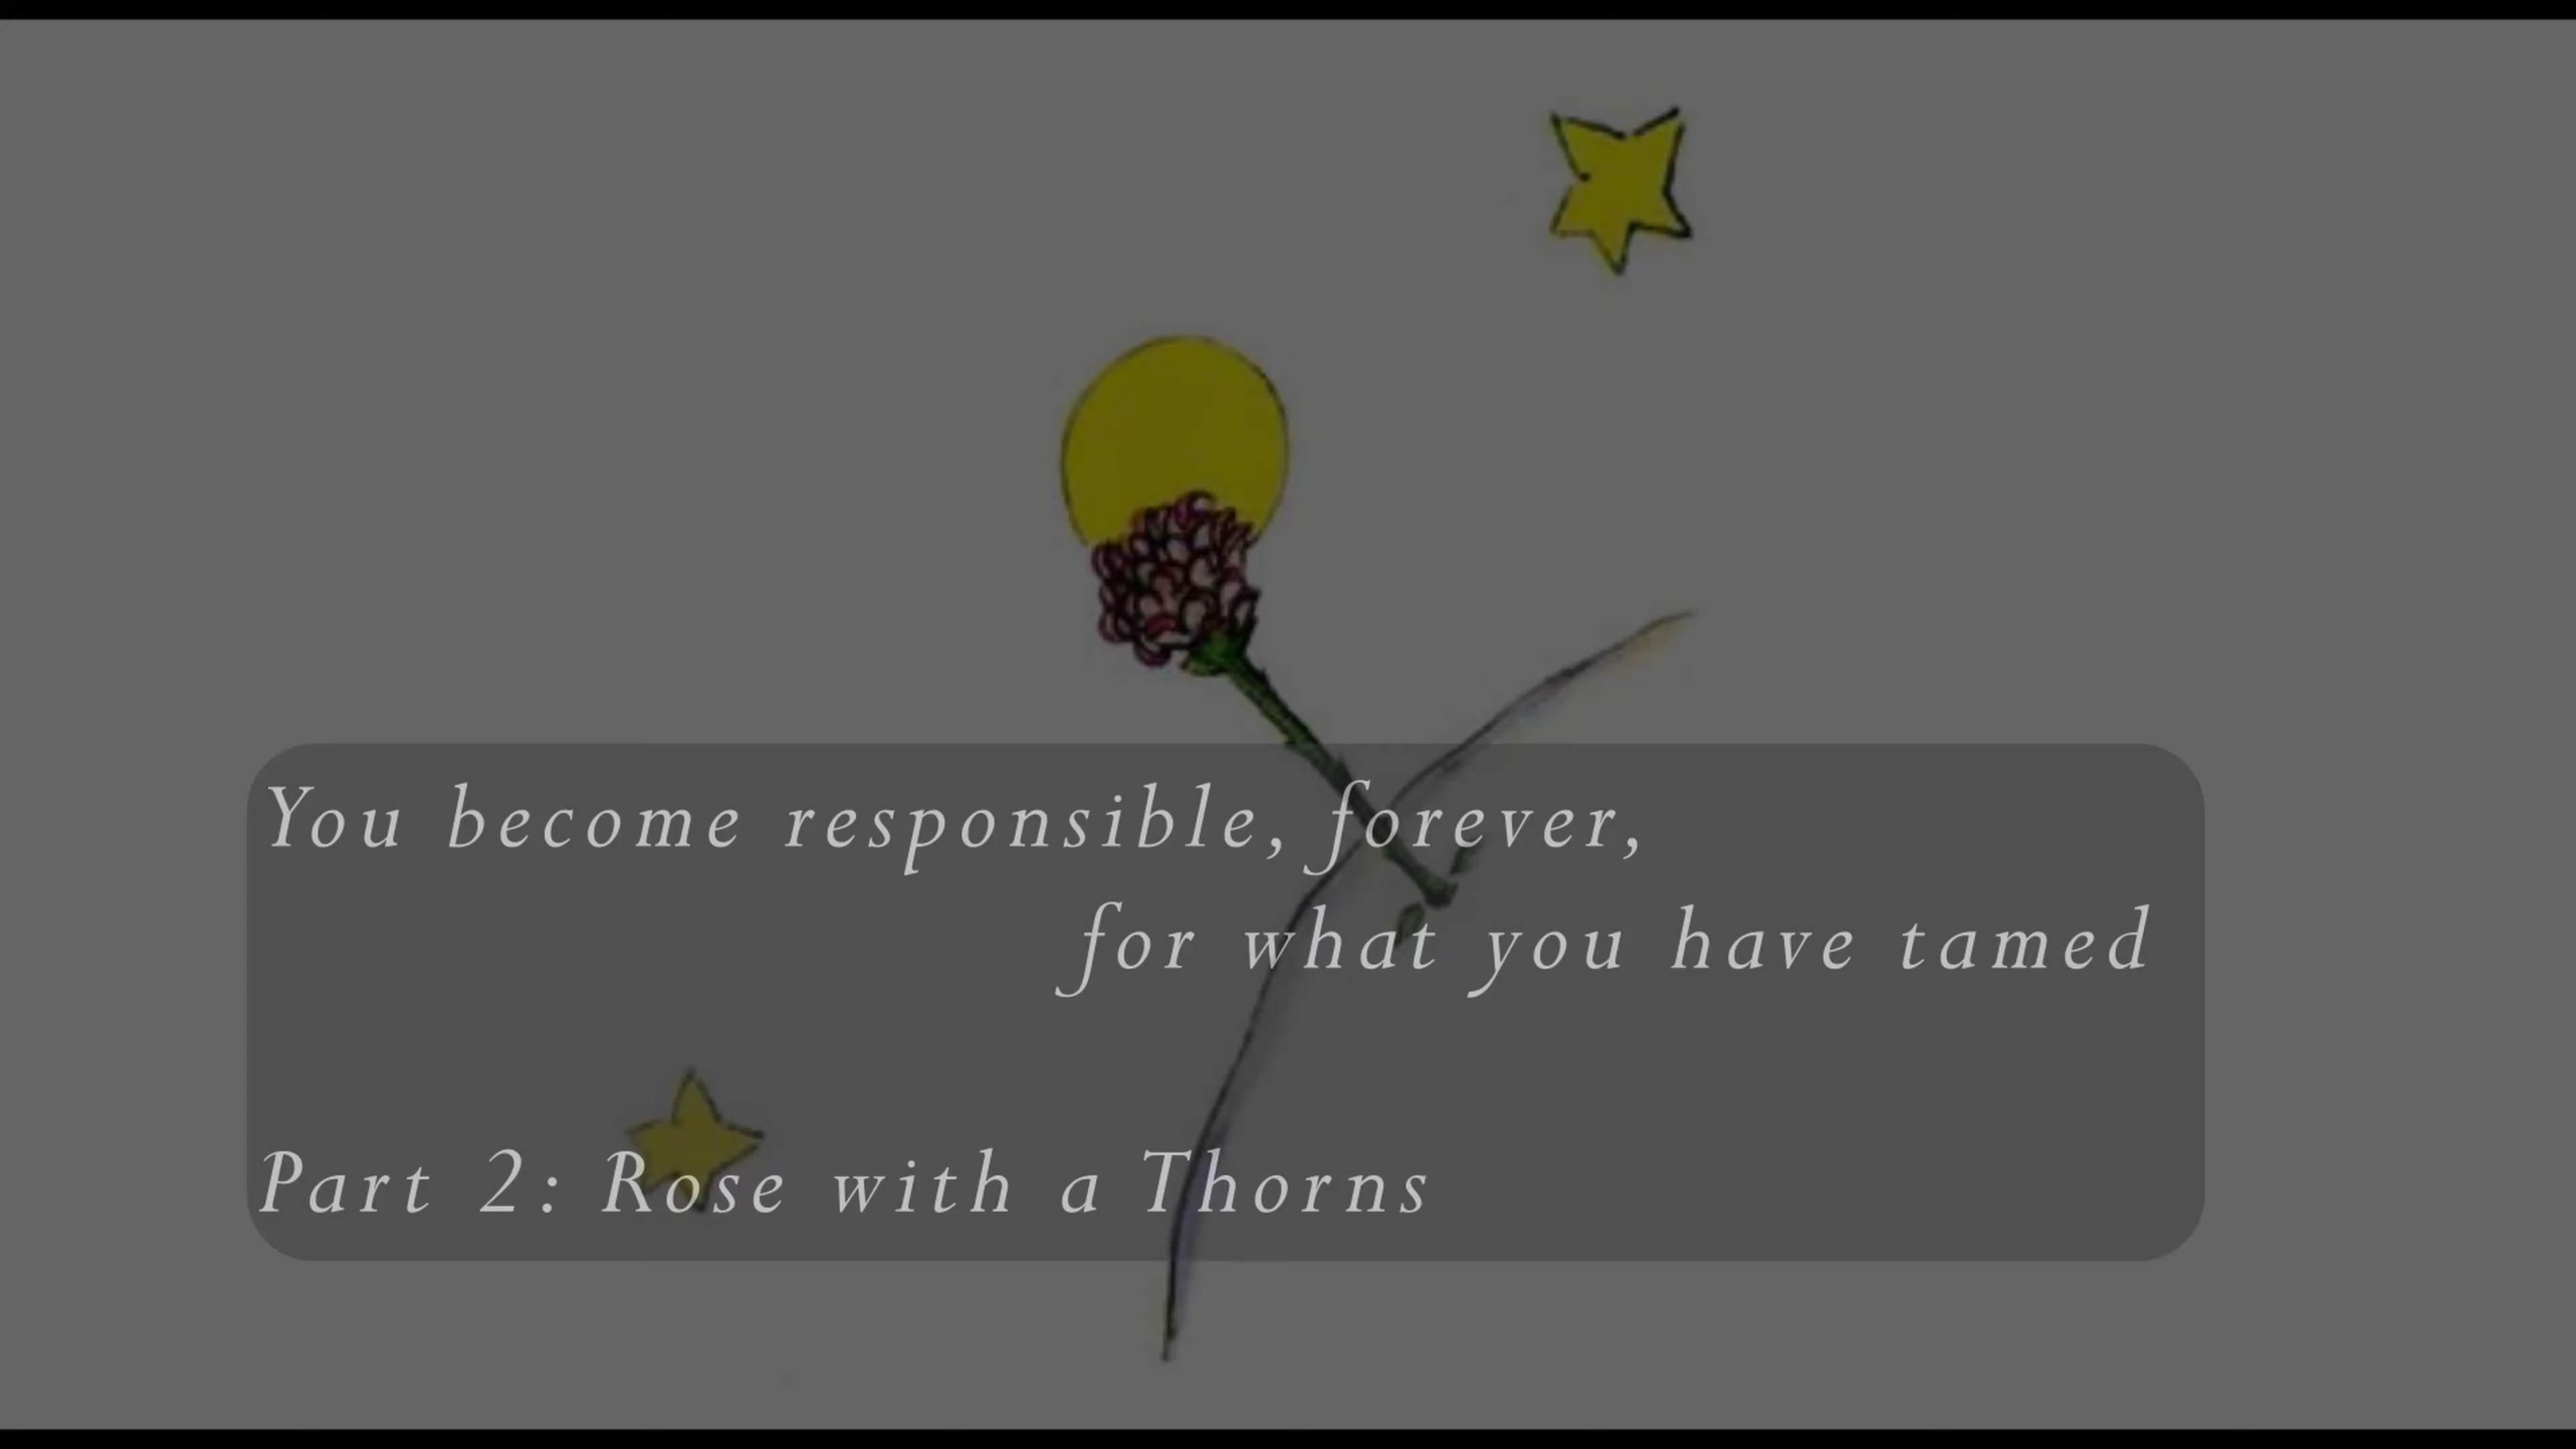 You become responsible, forever,
for what you have tamed
Part 2: Rose with a Thorns